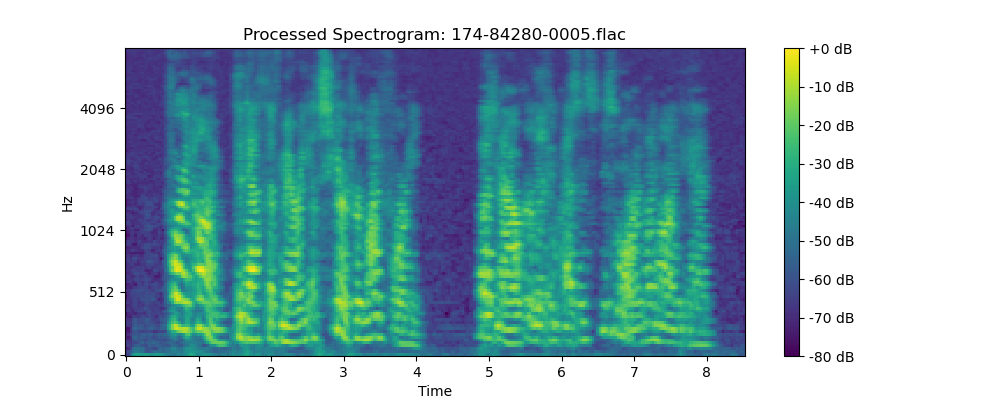 Processed Spectrogram: 174-84280-0005.flac
Hz
4096
2048
1024
512
0
0 1 2 3 4 5 6 7 8
Time
+0 dB
-10 dB
-20 dB
-30 dB
-40 dB
-50 dB
-60 dB
-70 dB
-80 dB